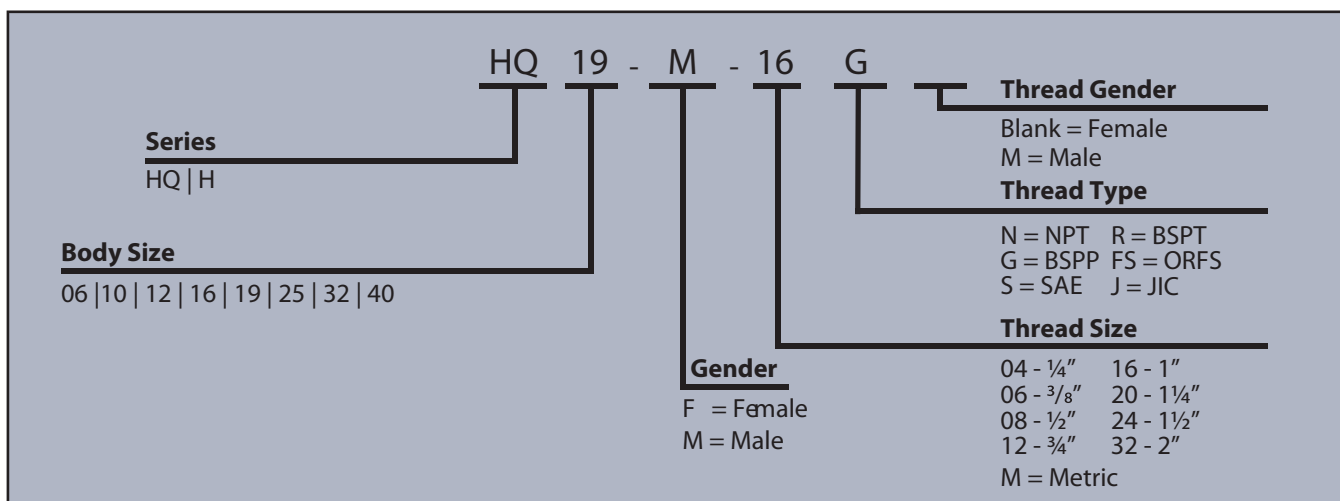 HQ 19 - M - 16 G
Series
HQ | H
Body Size
06 |10 | 12 | 16 | 19 | 25 | 32 | 40
Gender
F = Female
M = Male
Thread Gender
Blank = Female
M = Male
Thread Type
N = NPT R = BSPT
G = BSPP FS = ORFS
S = SAE J = JIC
Thread Size
04 - ¼" 16 - 1"
06 - ³/₈" 20 - 1¼"
08 - ½" 24 - 1½"
12 - ¾" 32 - 2"
M = Metric